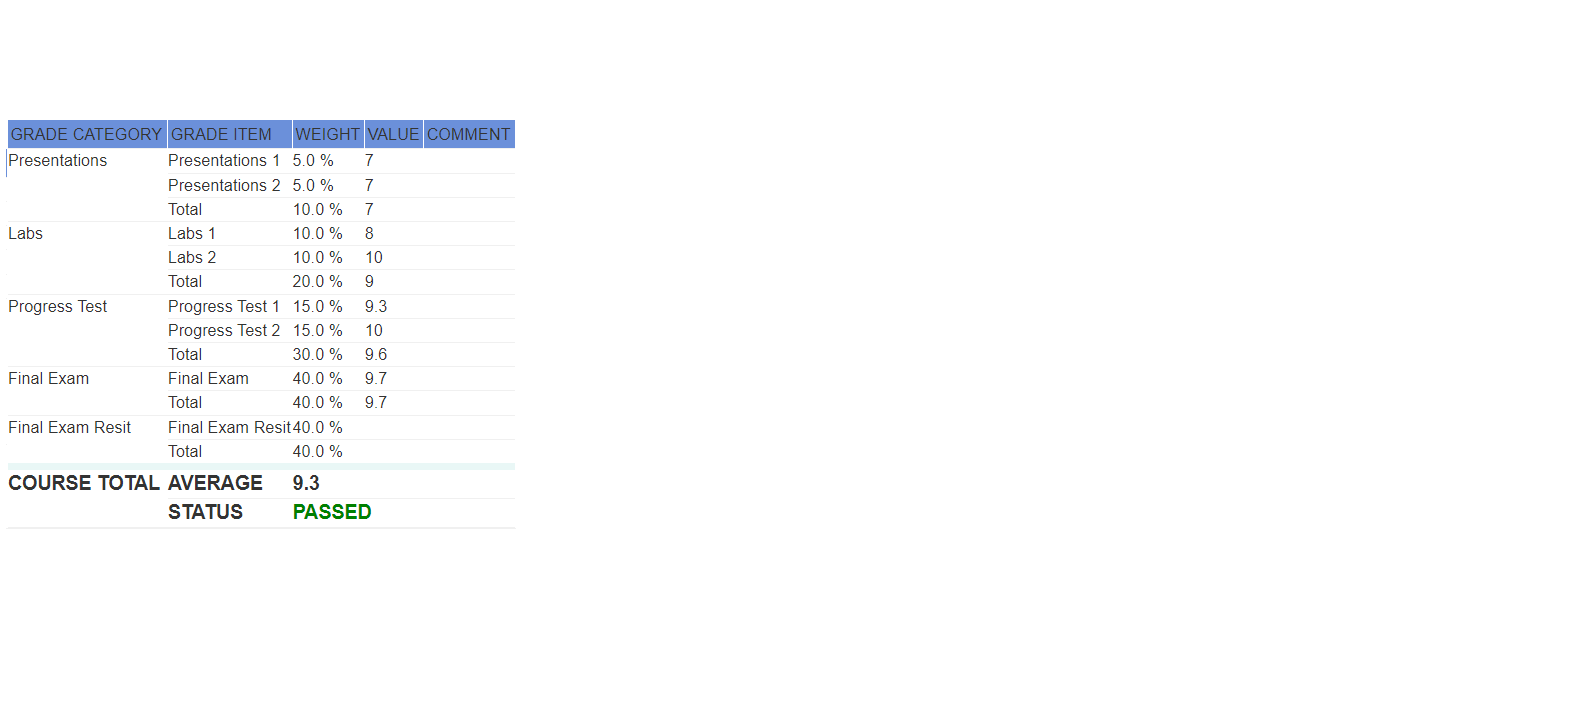 GRADE CATEGORY GRADE ITEM WEIGHT VALUE COMMENT
Presentations Presentations 1 5.0 % 7
Presentations 2 5.0 % 7
Total 10.0 % 7
Labs Labs 1 10.0 % 8
Labs 2 10.0 % 10
Total 20.0 % 9
Progress Test Progress Test 1 15.0 % 9.3
Progress Test 2 15.0 % 10
Total 30.0 % 9.6
Final Exam Final Exam 40.0 % 9.7
Total 40.0 % 9.7
Final Exam Resit Final Exam Resit 40.0 %
Total 40.0 %
COURSE TOTAL AVERAGE 9.3
STATUS PASSED